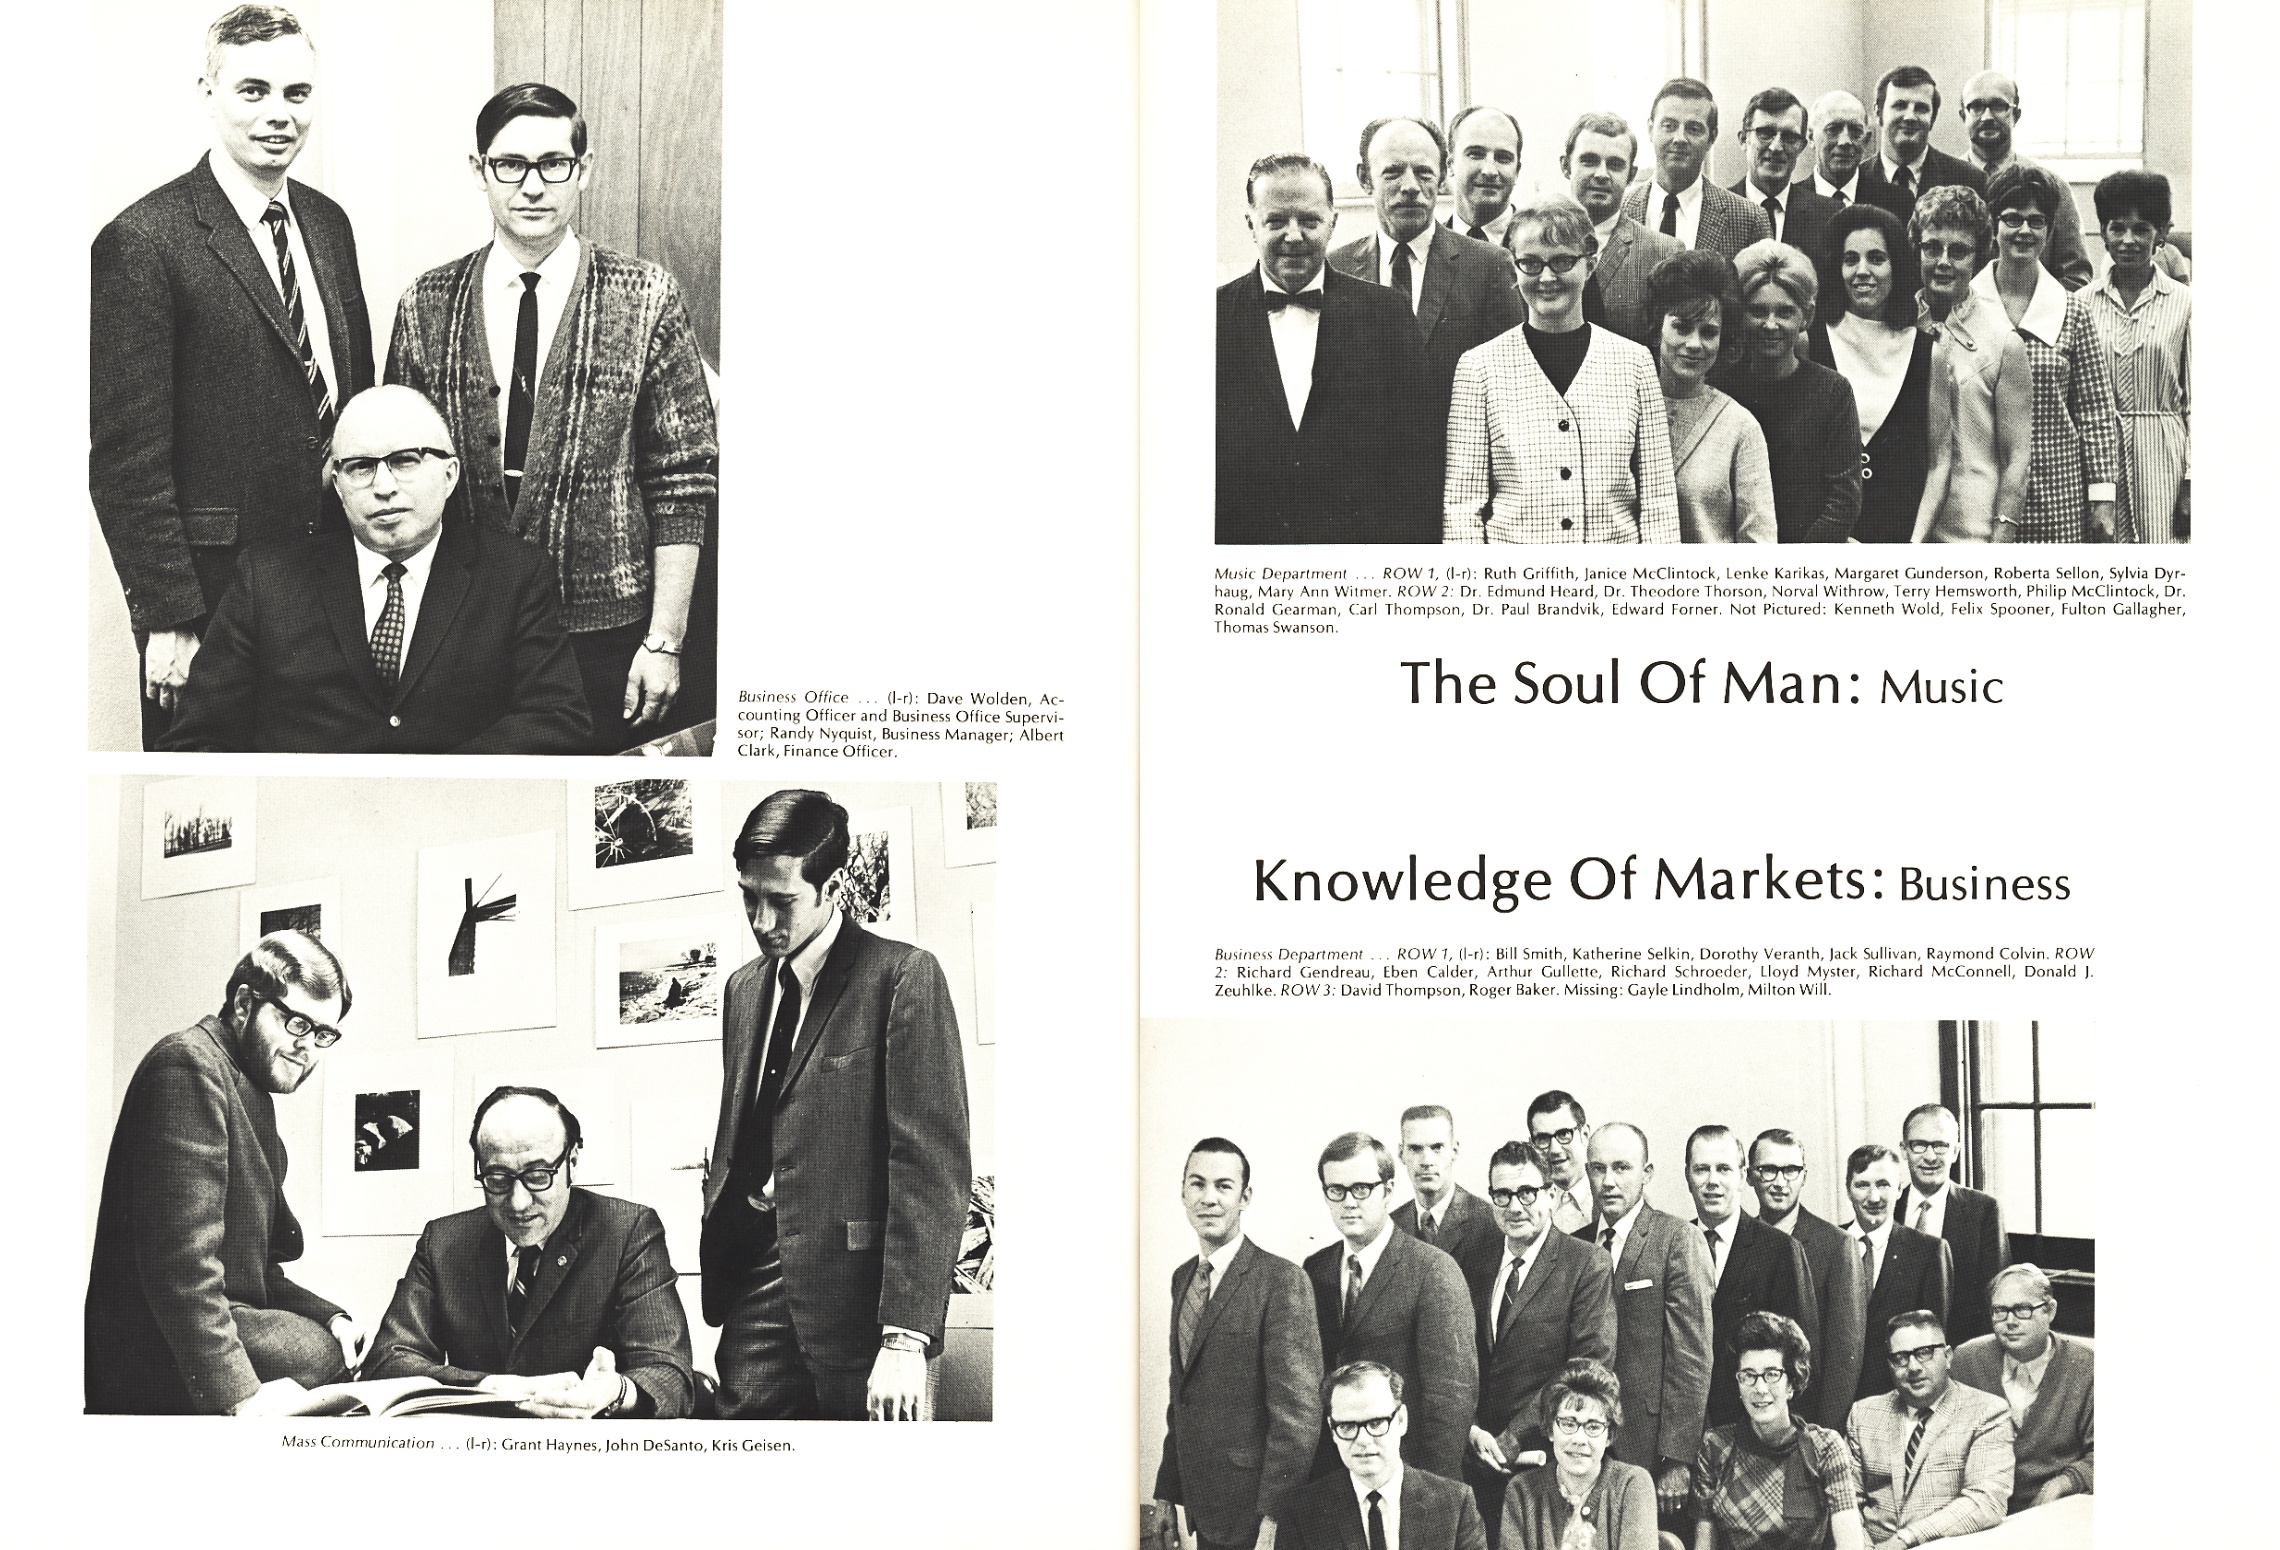 Business Office ... (l-r): Dave Wolden, Ac-
counting Officer and Business Office Supervi-
sor; Randy Nyquist, Business Manager; Albert
Clark, Finance Officer.
Mass Communication ... (l-r): Grant Haynes, John DeSanto, Kris Geisen.
Music Department ... ROW 1, (l-r): Ruth Griffith, Janice McClintock, Lenke Karikas, Margaret Gunderson, Roberta Sellon, Sylvia Dyr-
haug, Mary Ann Witmer. ROW 2: Dr. Edmund Heard, Dr. Theodore Thorson, Norval Withrow, Terry Hemsworth, Philip McClintock, Dr.
Ronald Gearman, Carl Thompson, Dr. Paul Brandvik, Edward Forner. Not Pictured: Kenneth Wold, Felix Spooner, Fulton Gallagher,
Thomas Swanson.
The Soul Of Man: Music
Knowledge Of Markets: Business
Business Department ... ROW 1, (l-r): Bill Smith, Katherine Selkin, Dorothy Veranth, Jack Sullivan, Raymond Colvin. ROW
2: Richard Gendreau, Eben Calder, Arthur Gullette, Richard Schroeder, Lloyd Myster, Richard McConnell, Donald J.
Zeuhlke. ROW 3: David Thompson, Roger Baker. Missing: Gayle Lindholm, Milton Will.